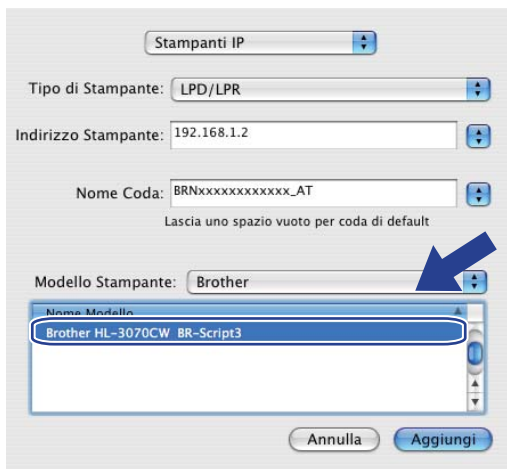 Stampanti IP
Tipo di Stampante: LPD/LPR
Indirizzo Stampante: 192.168.1.2
Nome Coda: BRNxxxxxxxxxxxx_AT
Lascia uno spazio vuoto per coda di default
Modello Stampante: Brother
Nome Modello
Brother HL-3070CW BR-Script3
Annulla Aggiungi